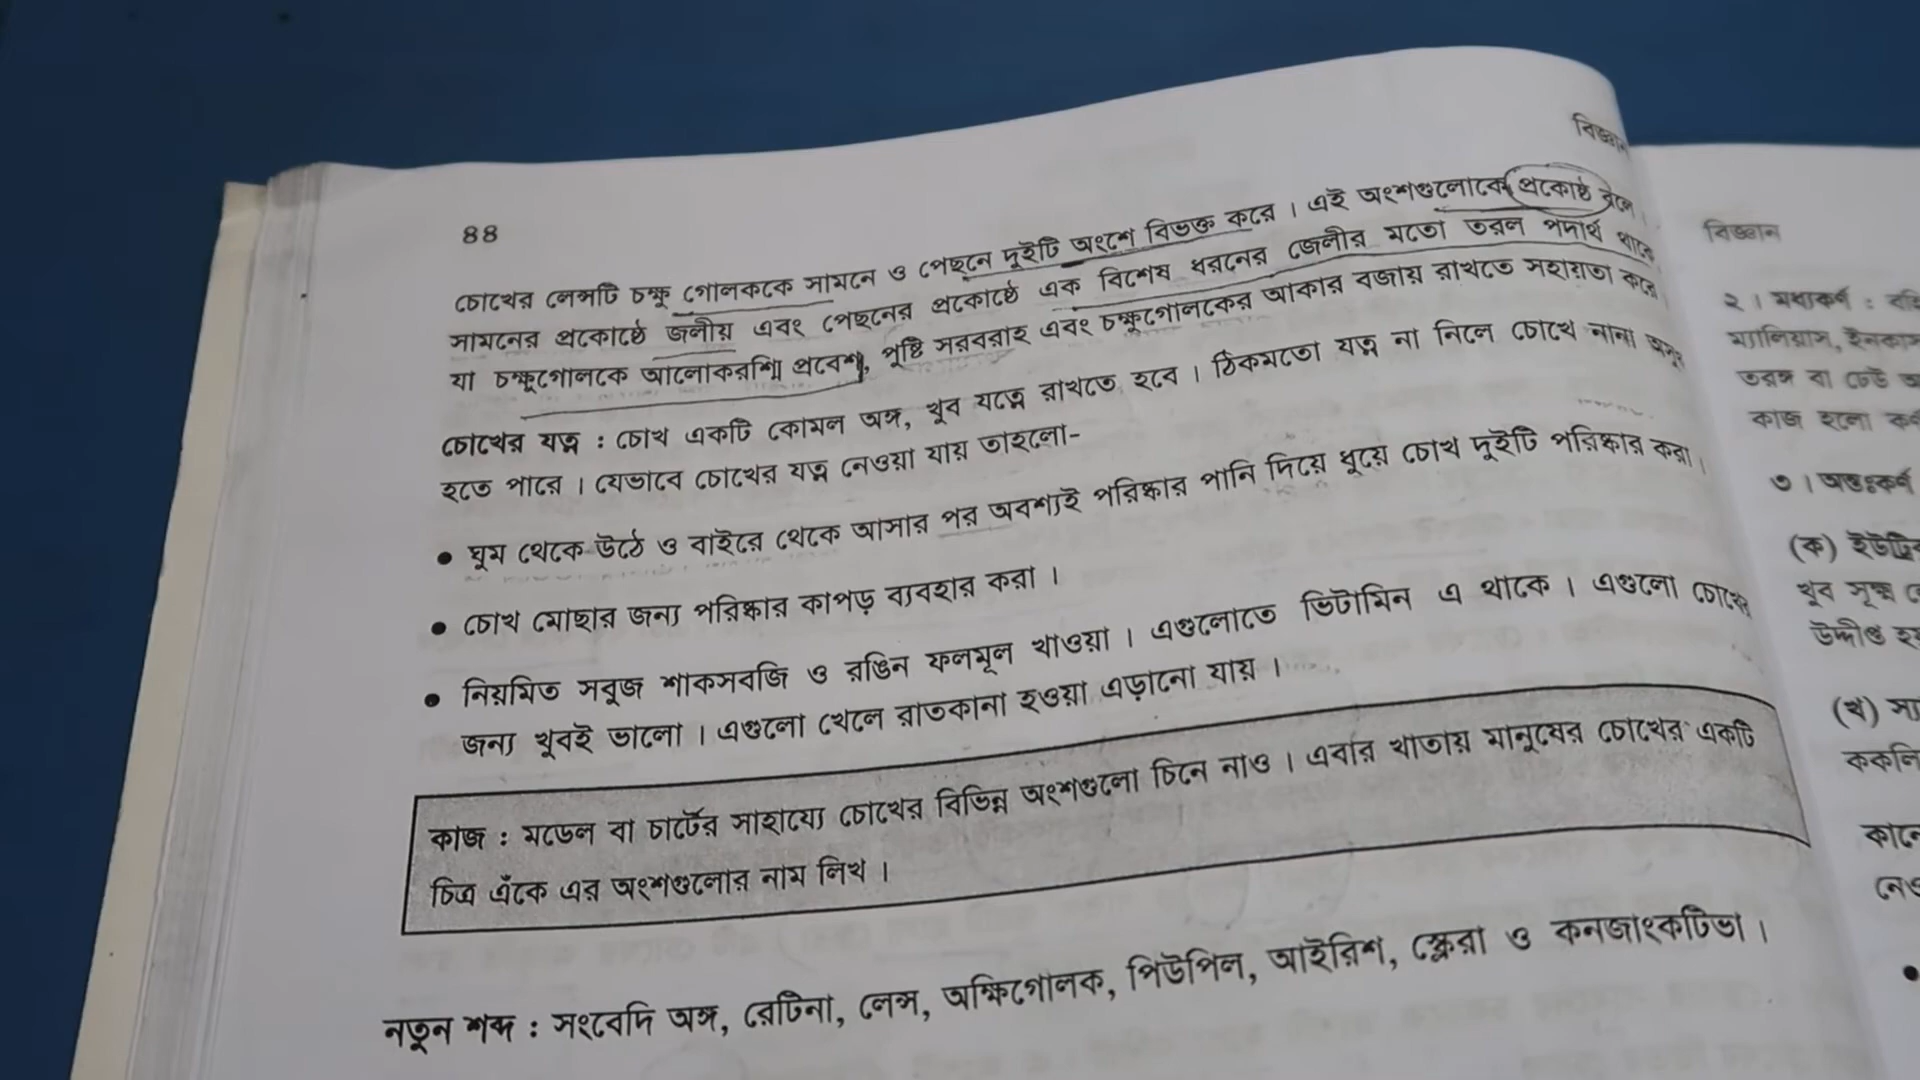 বিজ্ঞান
৪৪
চোখের লেন্সটি চক্ষু গোলককে সামনে ও পেছনে দুইটি অংশে বিভক্ত করে। এই অংশগুলোকে প্রকোষ্ঠ বলে।
সামনের প্রকোষ্ঠে জলীয় এবং পেছনের প্রকোষ্ঠে এক বিশেষ ধরনের জেলীর মতো তরল পদার্থ থাকে
যা চক্ষুগোলকে আলোকরশ্মি প্রবেশ, পুষ্টি সরবরাহ এবং চক্ষুগোলকের আকার বজায় রাখতে সহায়তা করে
চোখের যত্ন : চোখ একটি কোমল অঙ্গ, খুব যত্নে রাখতে হবে। ঠিকমতো যত্ন না নিলে চোখে নানা
হতে পারে। যেভাবে চোখের যত্ন নেওয়া যায় তাহলো-
• ঘুম থেকে উঠে ও বাইরে থেকে আসার পর অবশ্যই পরিষ্কার পানি দিয়ে ধুয়ে চোখ দুইটি পরিষ্কার করা।
• চোখ মোছার জন্য পরিষ্কার কাপড় ব্যবহার করা।
• নিয়মিত সবুজ শাকসবজি ও রঙিন ফলমূল খাওয়া। এগুলোতে ভিটামিন এ থাকে। এগুলো চোখের
জন্য খুবই ভালো। এগুলো খেলে রাতকানা হওয়া এড়ানো যায়।
কাজ : মডেল বা চার্টের সাহায্যে চোখের বিভিন্ন অংশগুলো চিনে নাও। এবার খাতায় মানুষের চোখের একটি
চিত্র এঁকে এর অংশগুলোর নাম লিখ।
নতুন শব্দ : সংবেদি অঙ্গ, রেটিনা, লেন্স, অক্ষিগোলক, পিউপিল, আইরিশ, স্ক্লেরা ও কনজাংকটিভা।
বিজ্ঞান
২। মধ্যকর্ণ :
ম্যালিয়াস,
তরঙ্গ বা ঢেউ
কাজ হলো
৩। অন্তঃকর্ণ
(ক)
খুব সূক্ষ্ম
উদ্দীপ্ত
(খ)